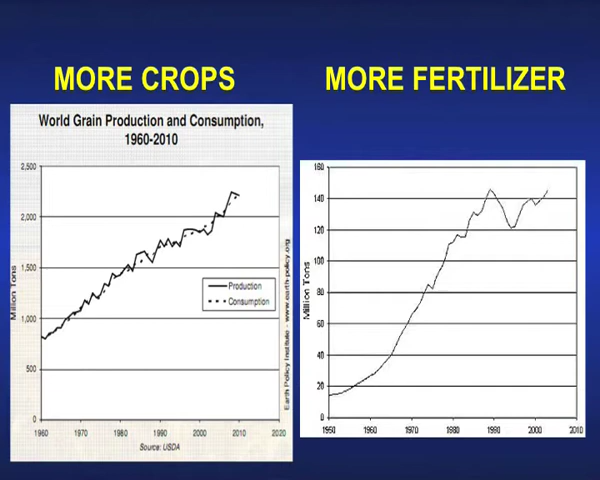 MORE CROPS
MORE FERTILIZER
World Grain Production and Consumption,
1960-2010
2,500
2,000
1,500
1,000
500
0
Million Tons
1960 1970 1980 1990 2000 2010 2020
Source: USDA
Production
Consumption
Earth Policy Institute - www.earth-policy.org
160
140
120
100
80
60
40
20
0
Million Tons
1950 1960 1970 1980 1990 2000 2010